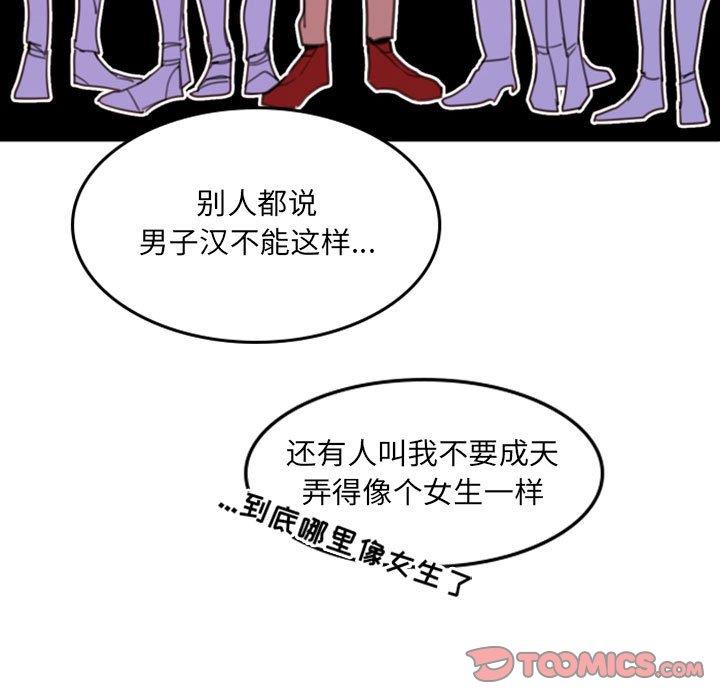 别人都说
男子汉不能这样...
还有人叫我不要成天
弄得像个女生一样
...到底哪里像女生了
TOOMICS.COM